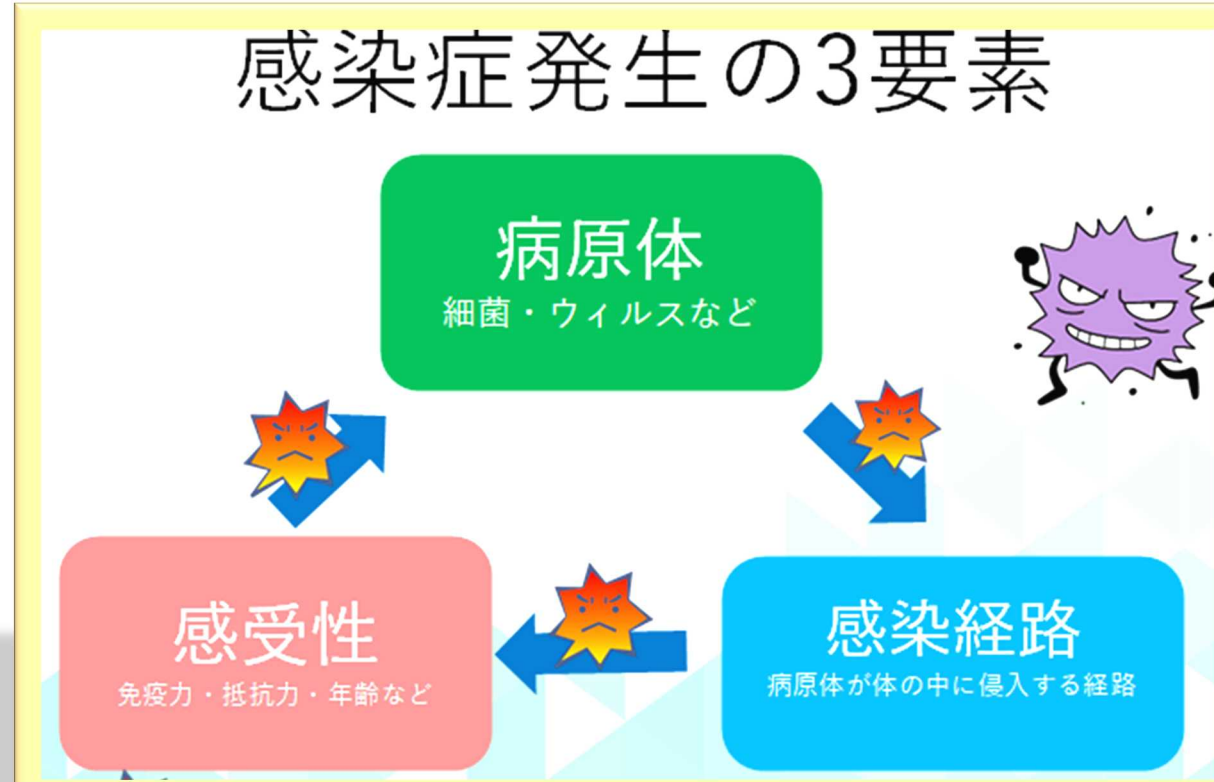 感染症発生の3要素
病原体
細菌・ウィルスなど
感受性
免疫力・抵抗力・年齢など
感染経路
病原体が体の中に侵入する経路